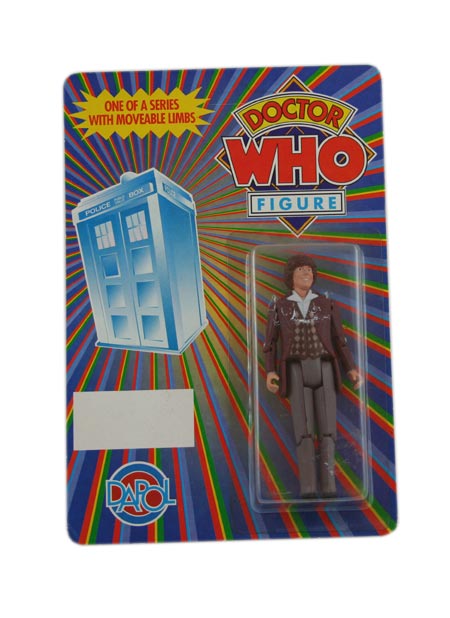 ONE OF A SERIES
WITH MOVEABLE LIMBS
DOCTOR
WHO
FIGURE
POLICE BOX
DAPOL